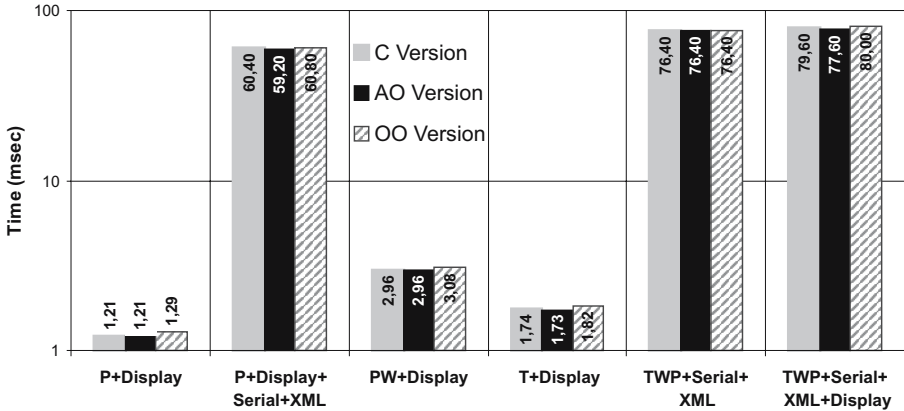 100
10
1
Time (msec)
C Version
AO Version
OO Version
1,21
1,21
1,29
60,40
59,20
60,80
2,96
2,96
3,08
1,74
1,73
1,82
76,40
76,40
76,40
79,60
77,60
80,00
P+Display
P+Display+
Serial+XML
PW+Display
T+Display
TWP+Serial+
XML
TWP+Serial+
XML+Display